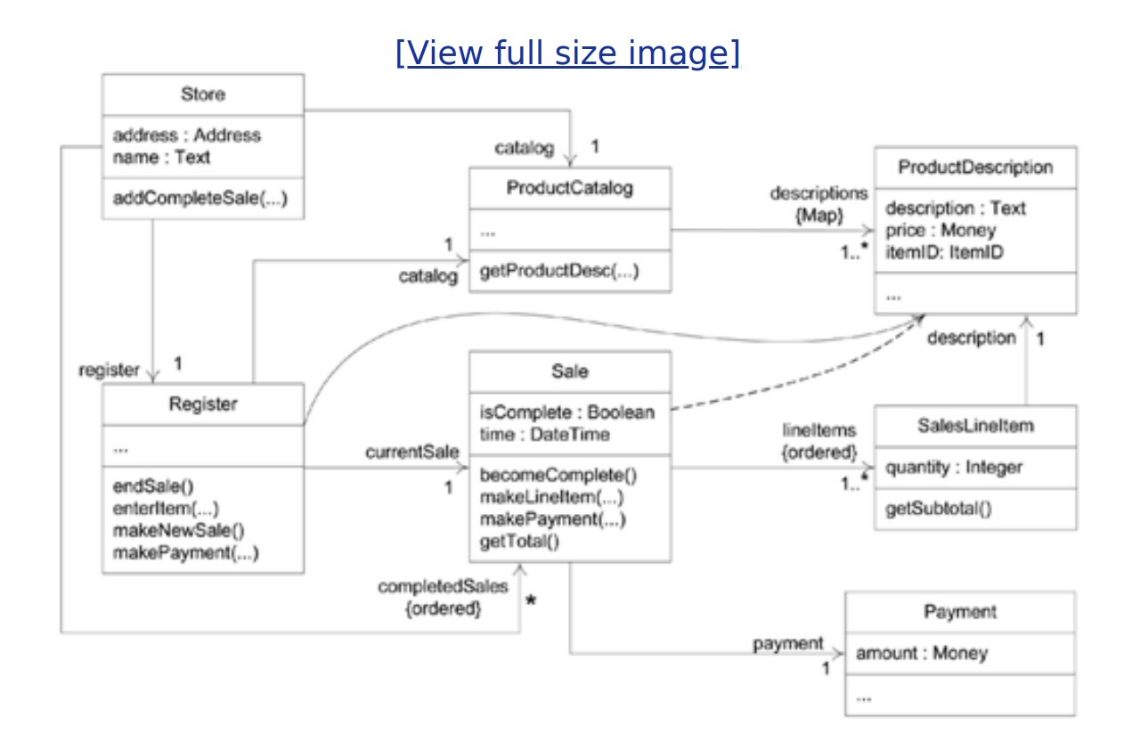 [View full size image]
Store
address : Address
name : Text
addCompleteSale(...)
catalog 1
ProductCatalog
...
getProductDesc(...)
descriptions
{Map}
1..*
ProductDescription
description : Text
price : Money
itemID: ItemID
...
1
catalog
register 1
Register
...
endSale()
enterItem(...)
makeNewSale()
makePayment(...)
currentSale
1
Sale
isComplete : Boolean
time : DateTime
becomeComplete()
makeLineItem(...)
makePayment(...)
getTotal()
description 1
lineItems
{ordered}
1..*
SalesLineItem
quantity : Integer
getSubtotal()
completedSales
{ordered}
*
payment
1
Payment
amount : Money
...